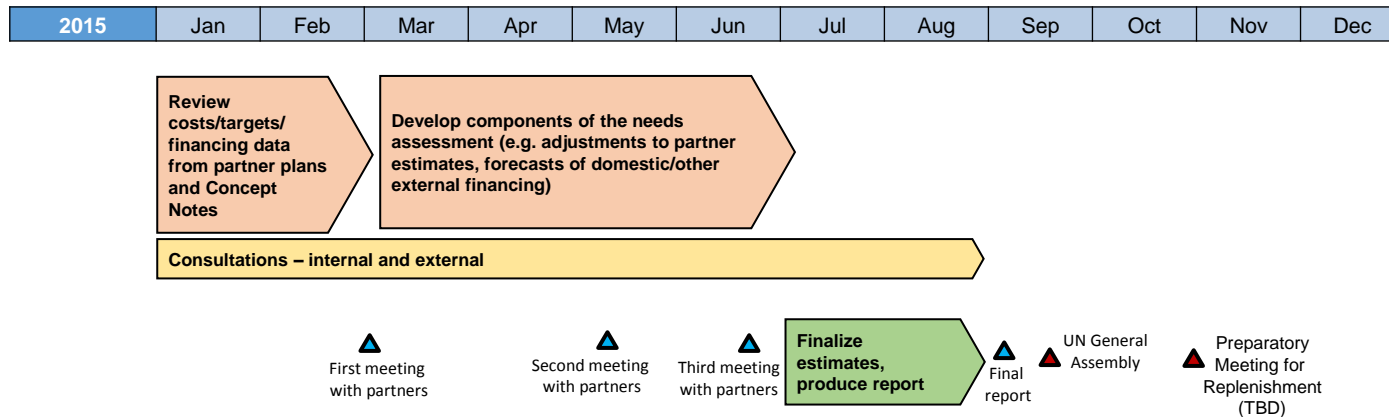 2015 Jan Feb Mar Apr May Jun Jul Aug Sep Oct Nov Dec
Review
costs/targets/
financing data
from partner plans
and Concept
Notes
Develop components of the needs
assessment (e.g. adjustments to partner
estimates, forecasts of domestic/other
external financing)
Consultations – internal and external
First meeting
with partners
Second meeting
with partners
Third meeting
with partners
Finalize
estimates,
produce report
Final
report
UN General
Assembly
Preparatory
Meeting for
Replenishment
(TBD)